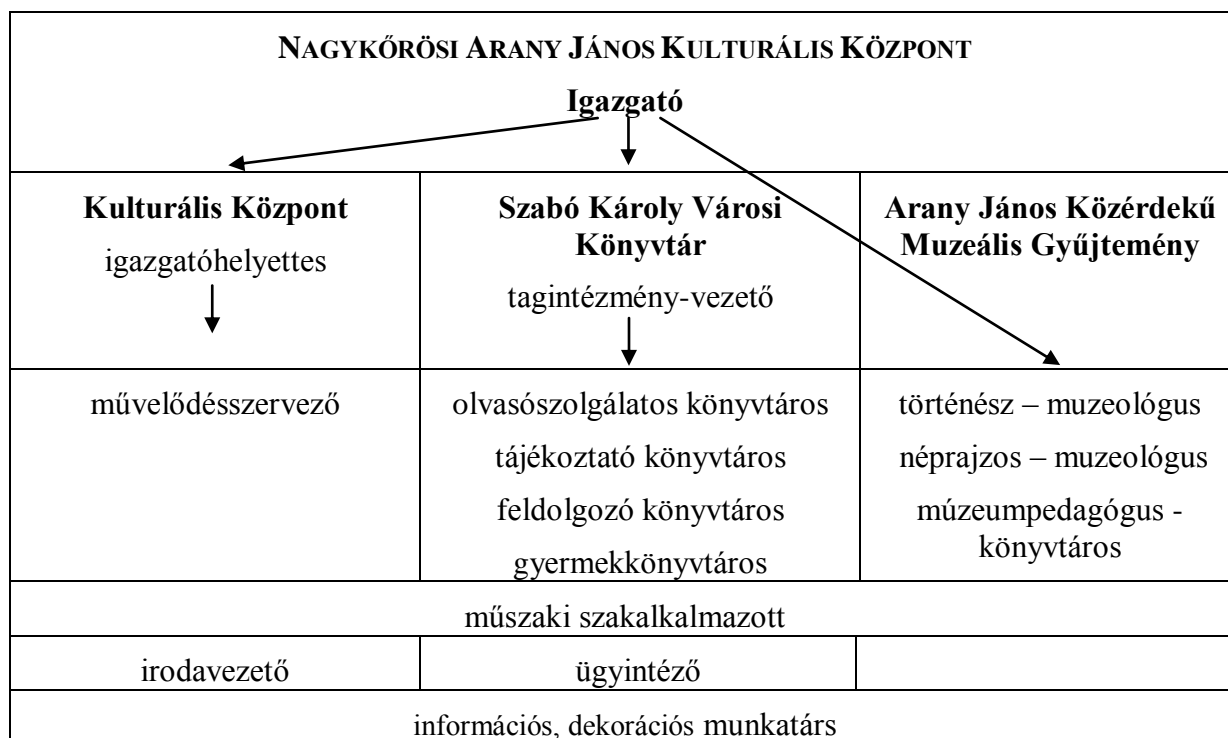 NAGYKŐRÖSI ARANY JÁNOS KULTURÁLIS KÖZPONT
Igazgató
Kulturális Központ
igazgatóhelyettes
Szabó Károly Városi
Könyvtár
tagintézmény-vezető
Arany János Közérdekű
Muzeális Gyűjtemény
művelődésszervező
olvasószolgálatos könyvtáros
tájékoztató könyvtáros
feldolgozó könyvtáros
gyermekkönyvtáros
történész – muzeológus
néprajzos – muzeológus
múzeumpedagógus -
könyvtáros
műszaki szakalkalmazott
irodavezető
ügyintéző
információs, dekorációs munkatárs